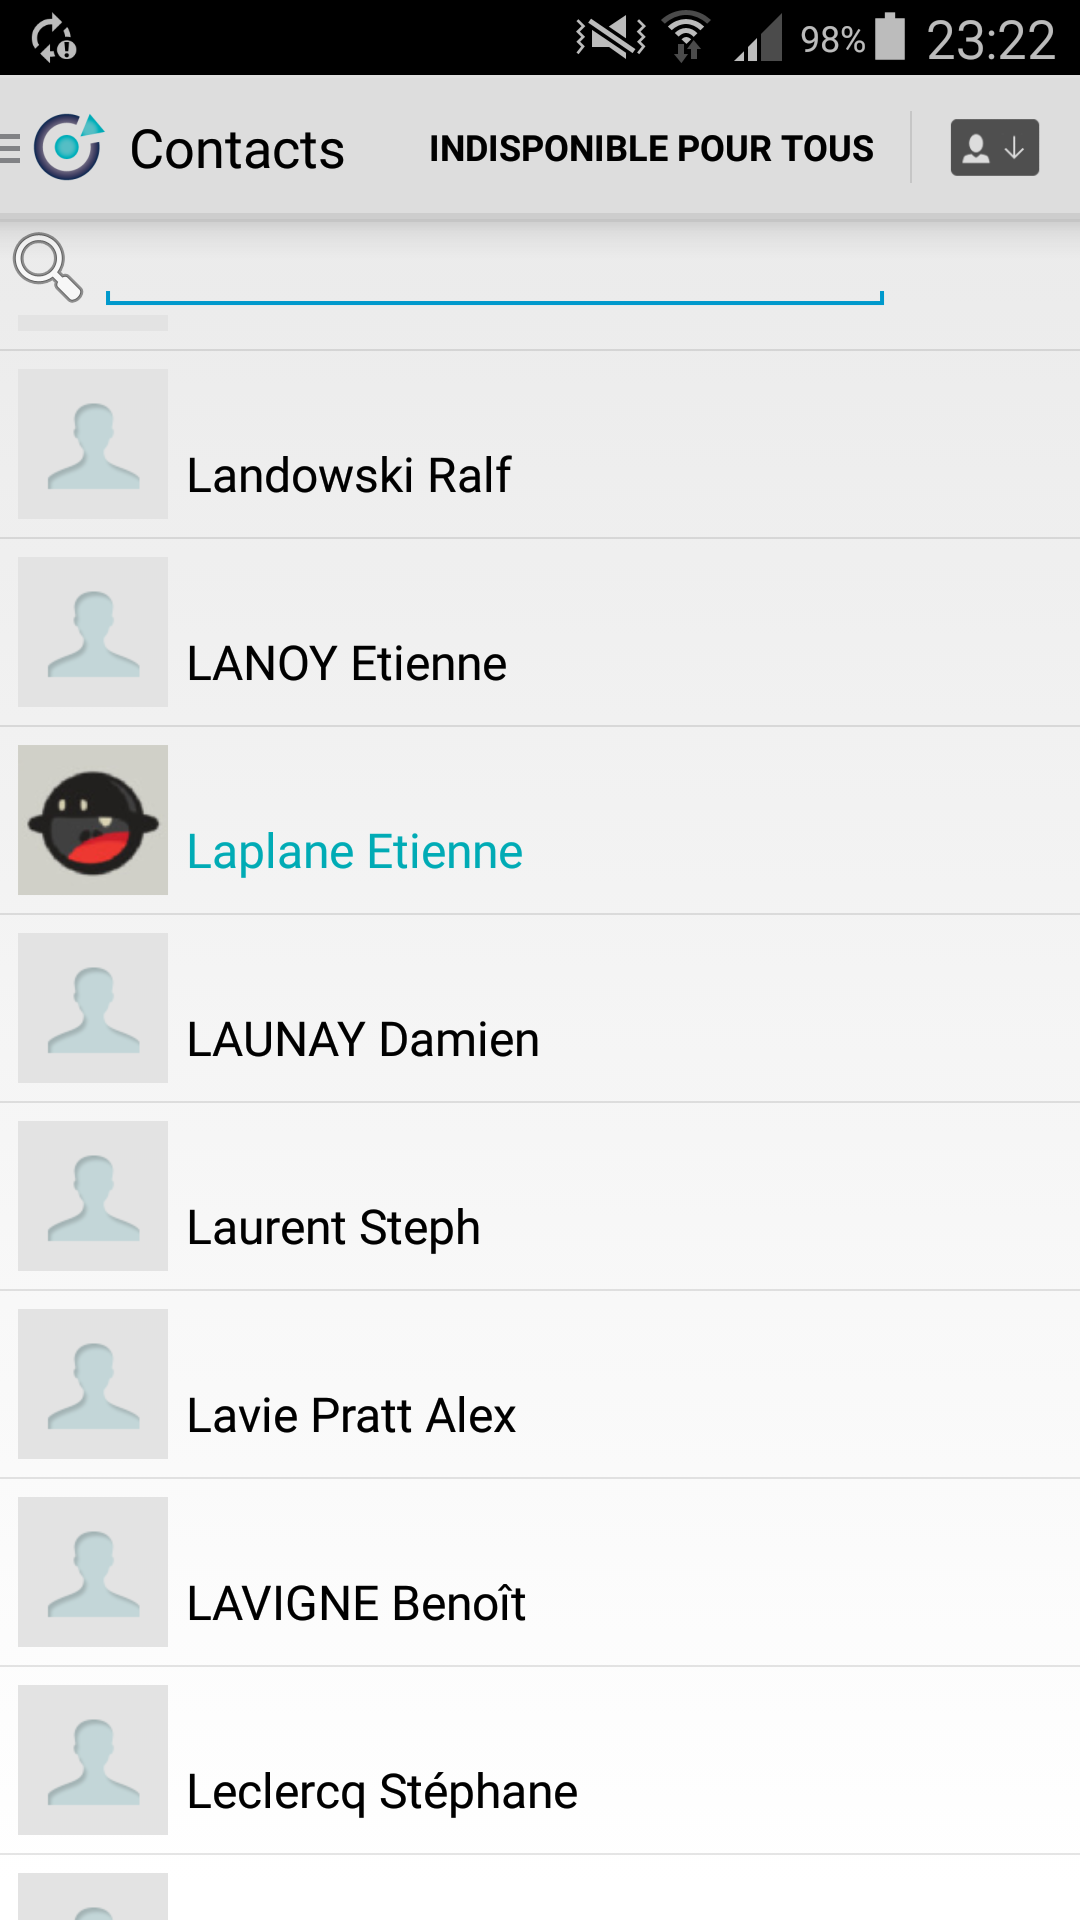 98% 23:22
Contacts INDISPONIBLE POUR TOUS
Landowski Ralf
LANOY Etienne
Laplane Etienne
LAUNAY Damien
Laurent Steph
Lavie Pratt Alex
LAVIGNE Benoît
Leclercq Stéphane